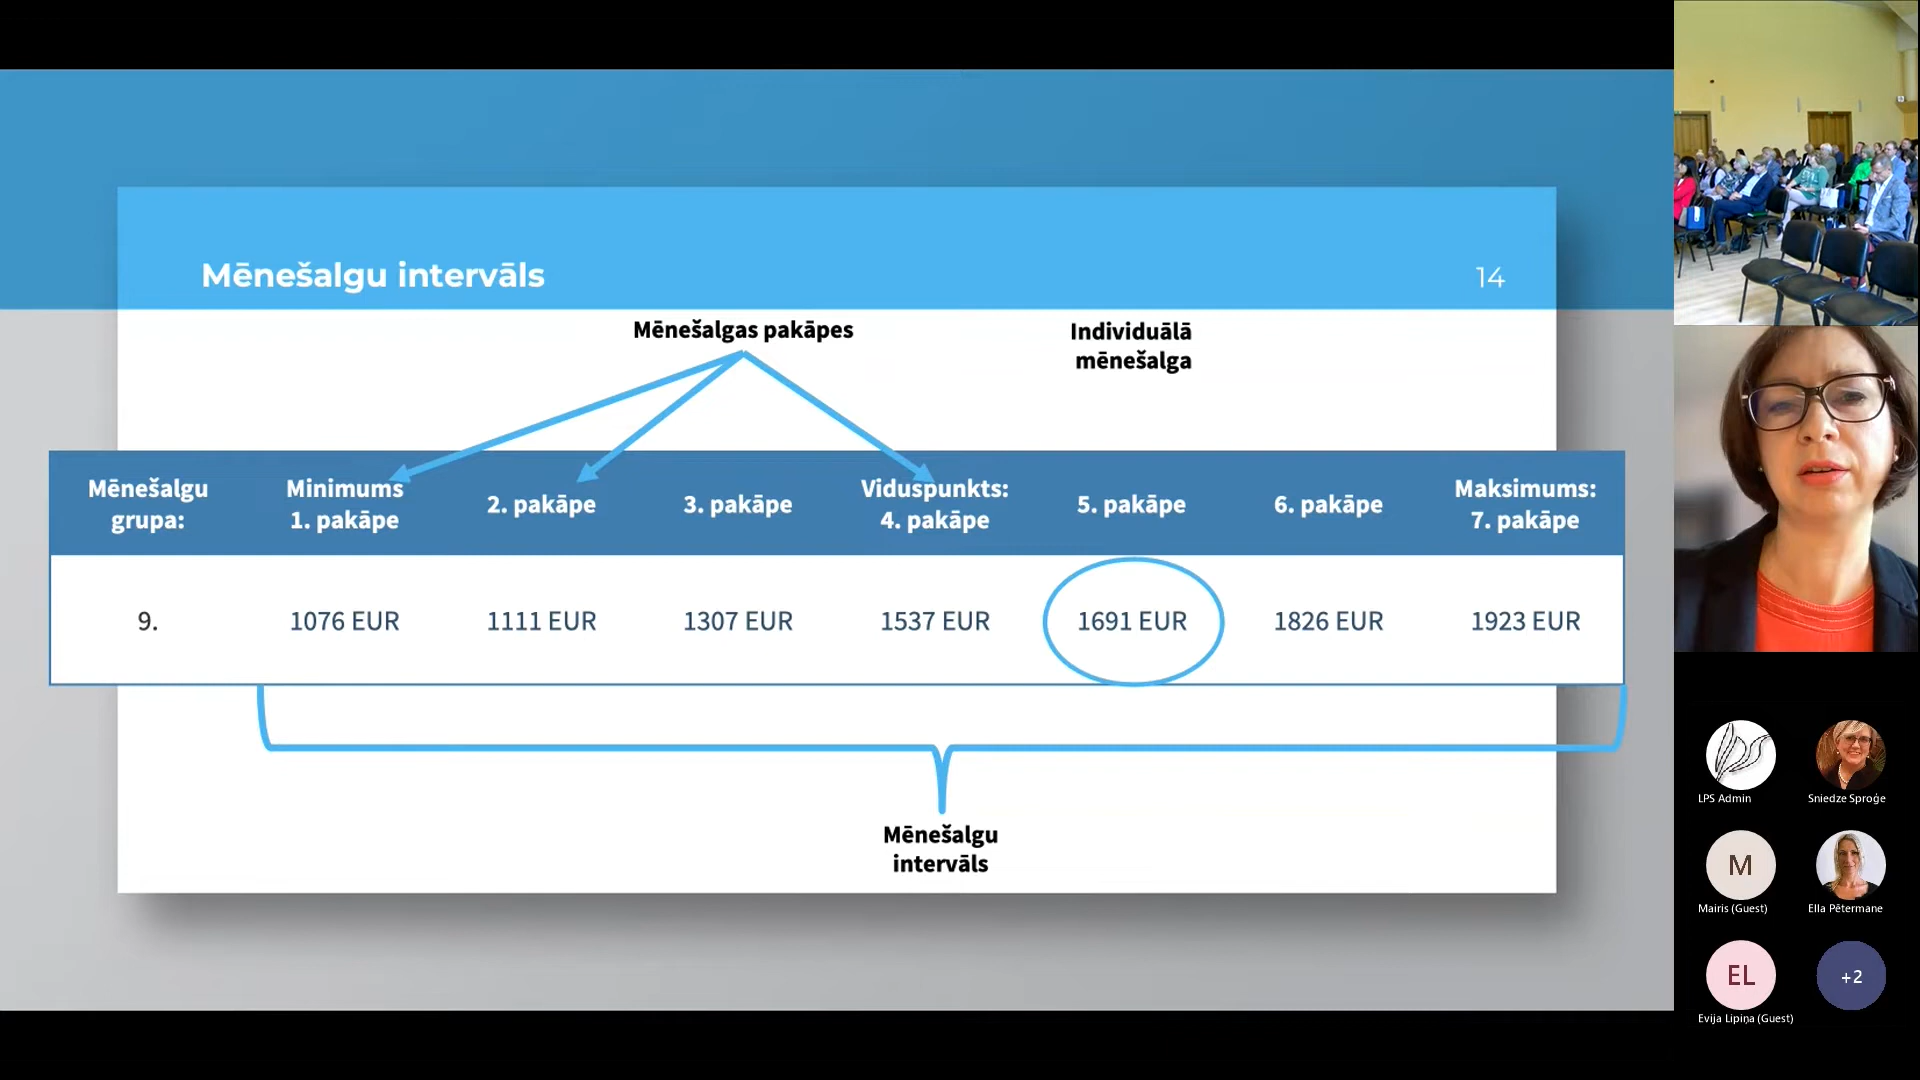 Mēnešalgu intervāls
14
Mēnešalgas pakāpes
Individuālā
mēnešalga
Mēnešalgu
grupa:
Minimums
1. pakāpe
2. pakāpe
3. pakāpe
Viduspunkts:
4. pakāpe
5. pakāpe
6. pakāpe
Maksimums:
7. pakāpe
9.
1076 EUR
1111 EUR
1307 EUR
1537 EUR
1691 EUR
1826 EUR
1923 EUR
Mēnešalgu
intervāls
LPS Admin
Sniedze Sproģe
M
Mairis (Guest)
Ella Pētermane
EL
Evija Lipiņa (Guest)
+2